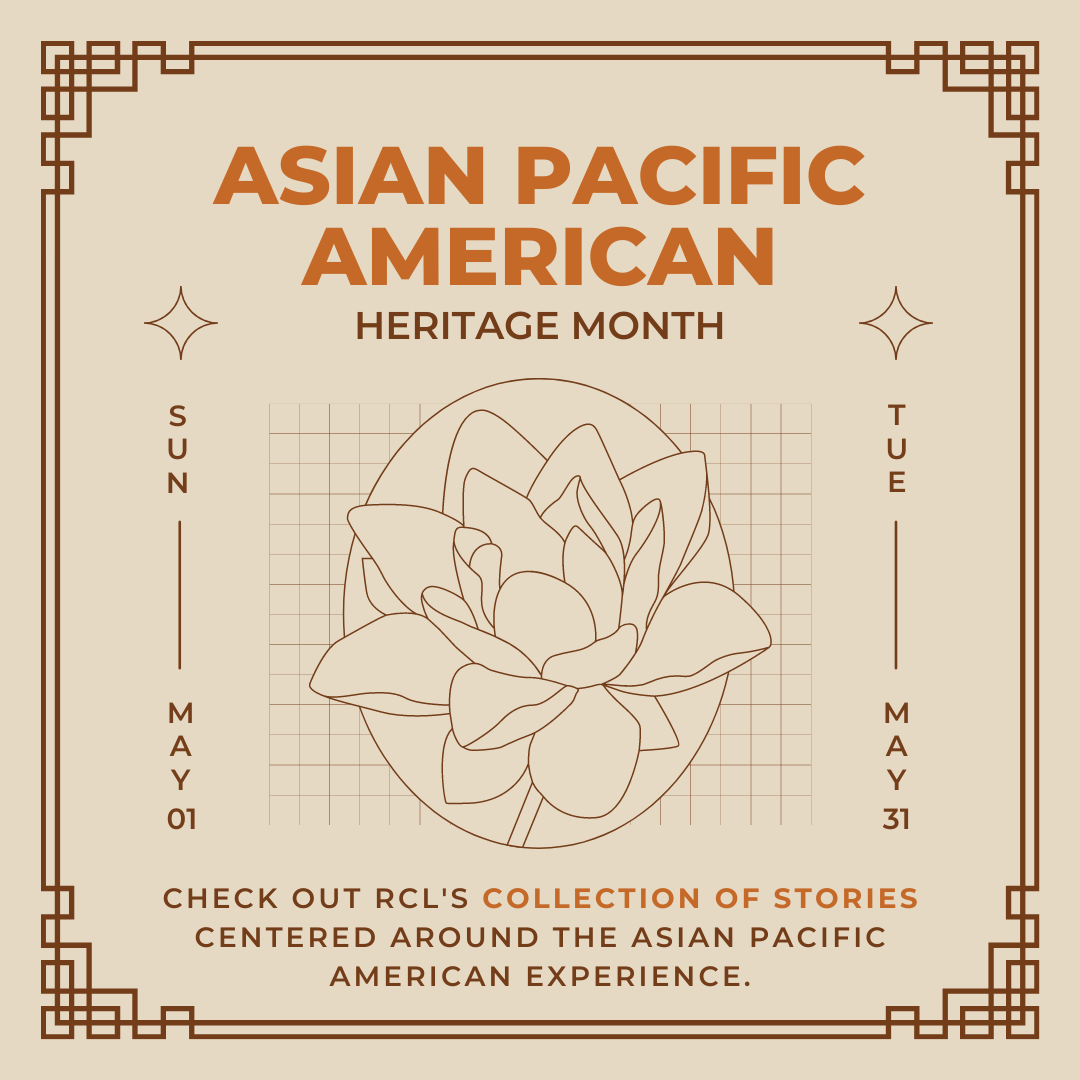 ASIAN PACIFIC
AMERICAN
HERITAGE MONTH
SUN
MAY
01
TUE
MAY
31
CHECK OUT RCL'S COLLECTION OF STORIES
CENTERED AROUND THE ASIAN PACIFIC
AMERICAN EXPERIENCE.